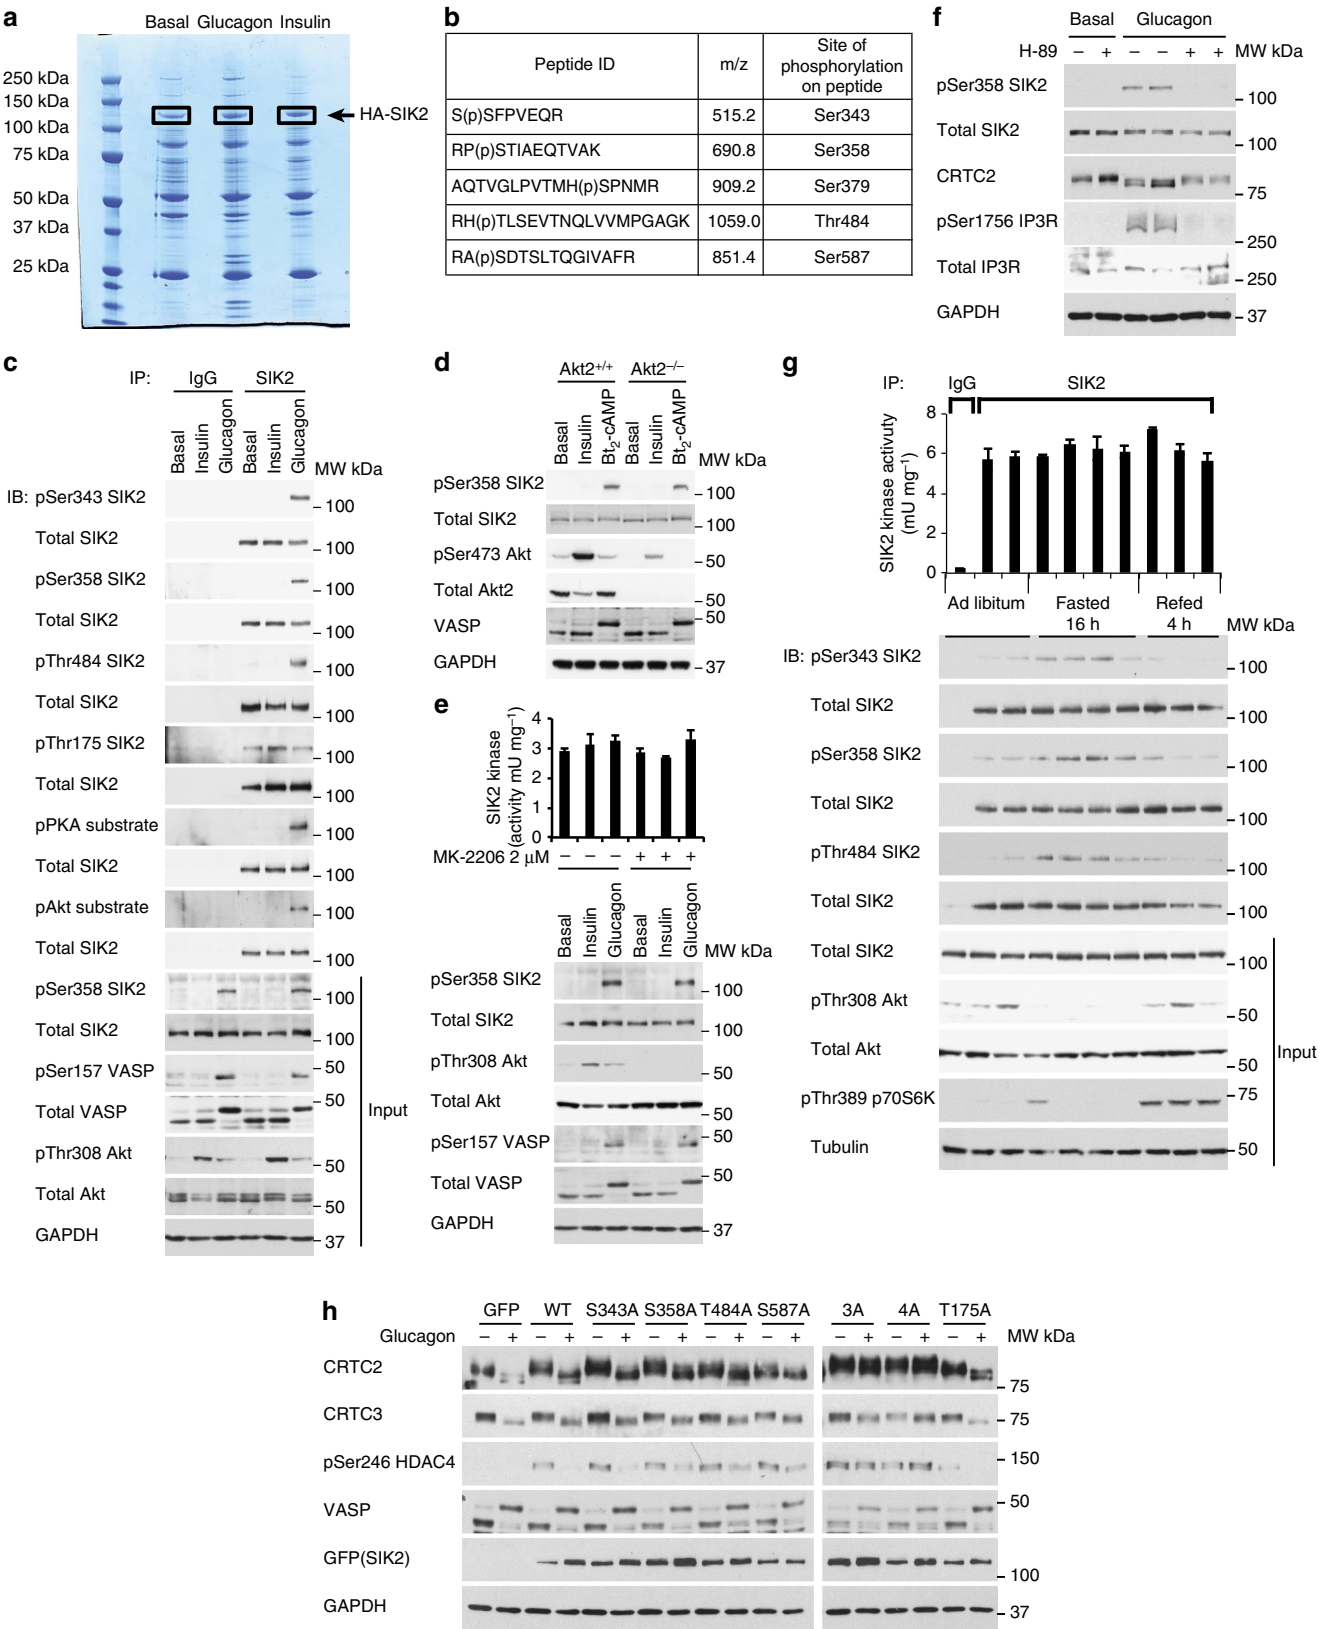 a
Basal Glucagon Insulin
250 kDa
150 kDa
100 kDa
75 kDa
50 kDa
37 kDa
25 kDa
HA-SIK2
b
Peptide ID m/z Site of phosphorylation on peptide
S(p)SFPVEQR 515.2 Ser343
RP(p)STIAEQTVAK 690.8 Ser358
AQTVGLPVTMH(p)SPNMR 909.2 Ser379
RH(p)TLSEVTNQLVVMPGAGK 1059.0 Thr484
RA(p)SDTSLTQGIVAFR 851.4 Ser587
f
Basal Glucagon
H-89 – + – – + + MW kDa
pSer358 SIK2 100
Total SIK2 100
CRTC2 75
pSer1756 IP3R 250
Total IP3R 250
GAPDH 37
c
IP: IgG SIK2
Basal Insulin Glucagon Basal Insulin Glucagon MW kDa
IB: pSer343 SIK2 100
Total SIK2 100
pSer358 SIK2 100
Total SIK2 100
pThr484 SIK2 100
Total SIK2 100
pThr175 SIK2 100
Total SIK2 100
pPKA substrate 100
Total SIK2 100
pAkt substrate 100
Total SIK2 100
pSer358 SIK2 100
Total SIK2 100
pSer157 VASP 50
Total VASP 50
pThr308 Akt 50
Total Akt 50
GAPDH 37
Input
d
Akt2+/+ Akt2–/–
Basal Insulin Bt2-cAMP Basal Insulin Bt2-cAMP MW kDa
pSer358 SIK2 100
Total SIK2 100
pSer473 Akt 50
Total Akt2 50
VASP 50
GAPDH 37
e
SIK2 kinase
(activity mU mg–1)
4
3
2
1
0
MK-2206 2 µM – – – + + +
Basal Insulin Glucagon Basal Insulin Glucagon MW kDa
pSer358 SIK2 100
Total SIK2 100
pThr308 Akt 50
Total Akt 50
pSer157 VASP 50
Total VASP 50
GAPDH 37
g
IP: IgG SIK2
SIK2 kinase activuty
(mU mg–1)
8
6
4
2
0
Ad libitum Fasted 16 h Refed 4 h MW kDa
IB: pSer343 SIK2 100
Total SIK2 100
pSer358 SIK2 100
Total SIK2 100
pThr484 SIK2 100
Total SIK2 100
Total SIK2 100
pThr308 Akt 50
Total Akt 50
pThr389 p70S6K 75
Tubulin 50
Input
h
GFP WT S343A S358A T484A S587A 3A 4A T175A
Glucagon – + – + – + – + – + – + – + – + – + MW kDa
CRTC2 75
CRTC3 75
pSer246 HDAC4 150
VASP 50
GFP(SIK2) 100
GAPDH 37